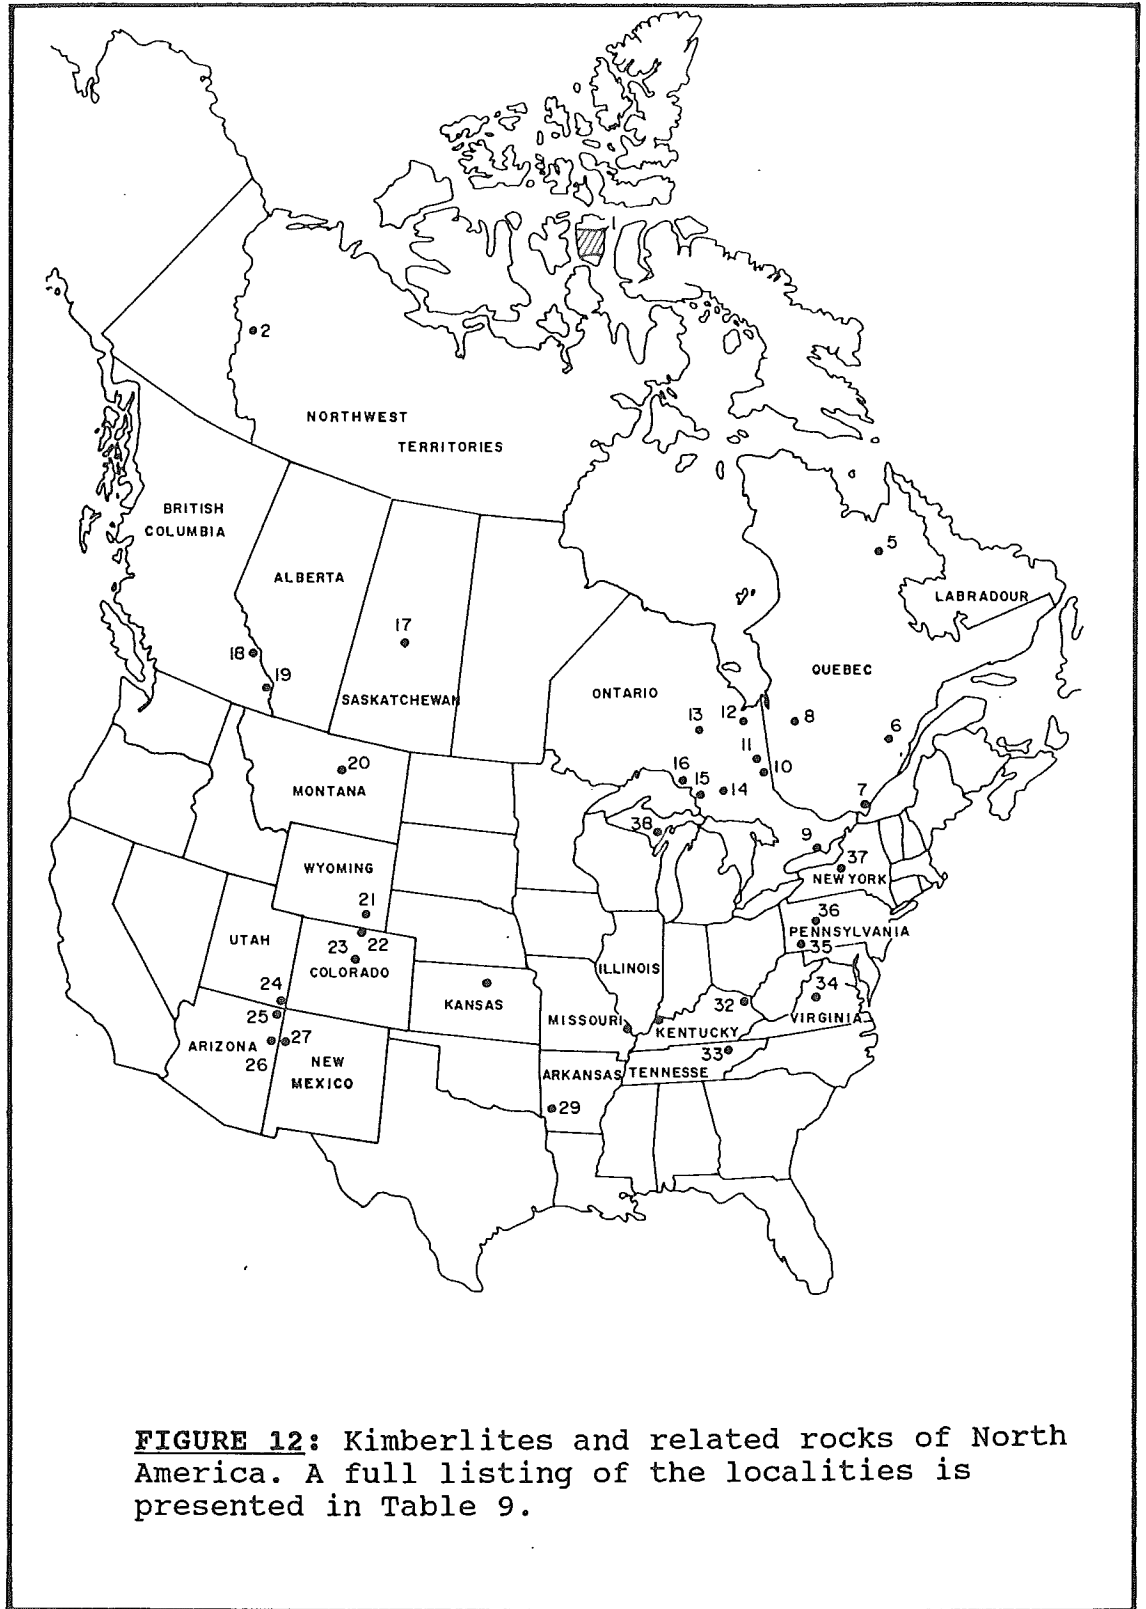 1
2
NORTHWEST
TERRITORIES
BRITISH
COLUMBIA
5
ALBERTA
LABRADOUR
17
18
19
QUEBEC
ONTARIO
SASKATCHEWAN
12
8
13
6
11
10
20
16
15
14
MONTANA
7
38
9
37
WYOMING
NEW YORK
21
36
PENNSYLVANIA
UTAH
23
22
35
ILLINOIS
COLORADO
24
34
KANSAS
32
25
MISSOURI
VIRGINIA
KENTUCKY
ARIZONA
27
26
33
NEW
MEXICO
ARKANSAS
TENNESSE
29
FIGURE 12: Kimberlites and related rocks of North
America. A full listing of the localities is
presented in Table 9.